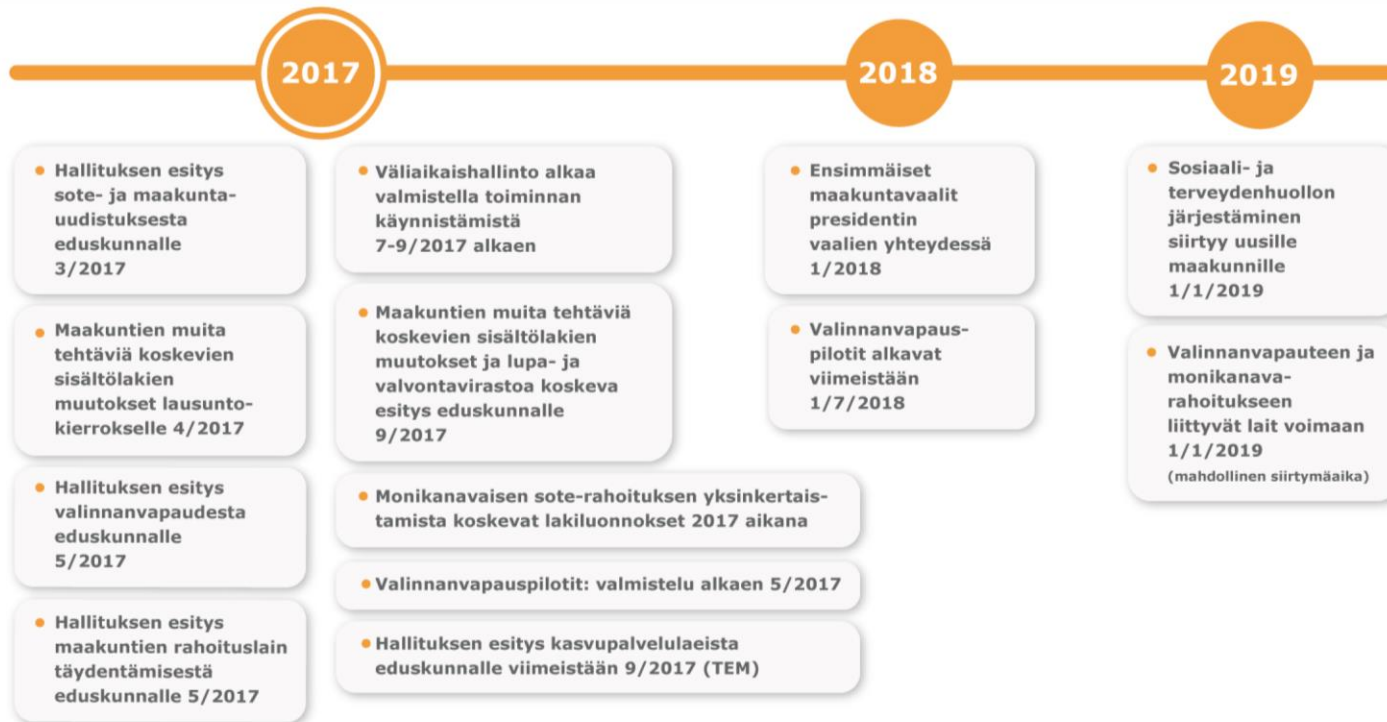 2017
2018
2019
Hallituksen esitys
sote- ja maakunta-
uudistuksesta
eduskunnalle
3/2017
Maakuntien muita
tehtäviä koskevien
sisältölakien
muutokset lausunto-
kierrokselle 4/2017
Hallituksen esitys
valinnanvapaudesta
eduskunnalle
5/2017
Hallituksen esitys
maakuntien rahoituslain
täydentämisestä
eduskunnalle 5/2017
Väliaikaishallinto alkaa
valmistella toiminnan
käynnistämistä
7-9/2017 alkaen
Maakuntien muita tehtäviä
koskevien sisältölakien
muutokset ja lupa- ja
valvontavirastoa koskeva
esitys eduskunnalle
9/2017
Monikanavaisen sote-rahoituksen yksinkertais-
tamista koskevat lakiluonnokset 2017 aikana
Valinnanvapauspilotit: valmistelu alkaen 5/2017
Hallituksen esitys kasvupalvelulaeista
eduskunnalle viimeistään 9/2017 (TEM)
Ensimmäiset
maakuntavaalit
presidentin
vaalien yhteydessä
1/2018
Valinnanvapaus-
pilotit alkavat
viimeistään
1/7/2018
Sosiaali- ja
terveydenhuollon
järjestäminen
siirtyy uusille
maakunnille
1/1/2019
Valinnanvapauteen ja
monikanava-
rahoitukseen
liittyvät lait voimaan
1/1/2019
(mahdollinen siirtymäaika)